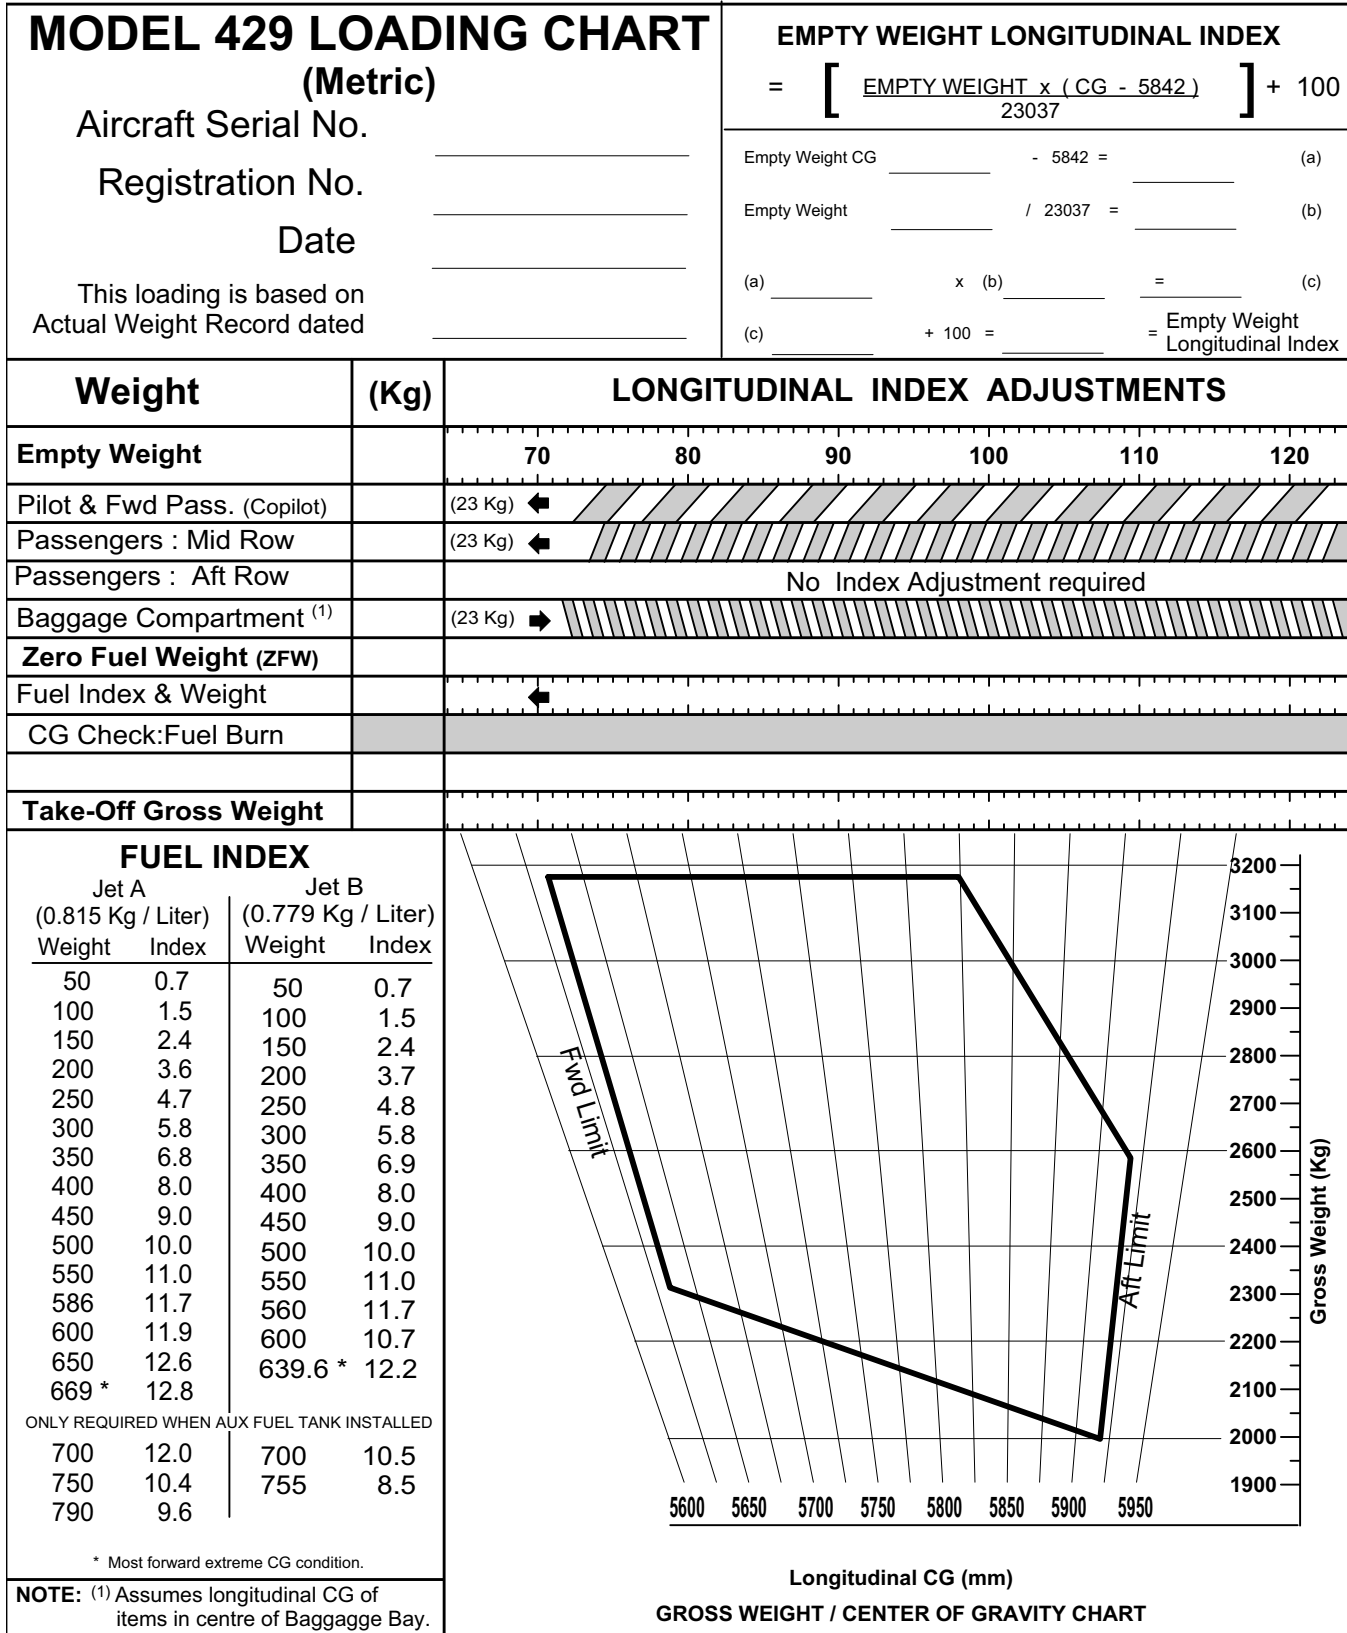 MODEL 429 LOADING CHART
(Metric)
Aircraft Serial No.
Registration No.
Date
This loading is based on
Actual Weight Record dated
EMPTY WEIGHT LONGITUDINAL INDEX
= [ EMPTY WEIGHT x ( CG - 5842 ) ] + 100
23037
Empty Weight CG - 5842 = (a)
Empty Weight / 23037 = (b)
(a) x (b) = (c)
(c) + 100 = = Empty Weight
Longitudinal Index
Weight (Kg) LONGITUDINAL INDEX ADJUSTMENTS
Empty Weight 70 80 90 100 110 120
Pilot & Fwd Pass. (Copilot) (23 Kg)
Passengers : Mid Row (23 Kg)
Passengers : Aft Row No Index Adjustment required
Baggage Compartment (1) (23 Kg)
Zero Fuel Weight (ZFW)
Fuel Index & Weight
CG Check:Fuel Burn
Take-Off Gross Weight
FUEL INDEX
Jet A Jet B
(0.815 Kg / Liter) (0.779 Kg / Liter)
Weight Index Weight Index
50 0.7 50 0.7
100 1.5 100 1.5
150 2.4 150 2.4
200 3.6 200 3.7
250 4.7 250 4.8
300 5.8 300 5.8
350 6.8 350 6.9
400 8.0 400 8.0
450 9.0 450 9.0
500 10.0 500 10.0
550 11.0 550 11.0
586 11.7 560 11.7
600 11.9 600 10.7
650 12.6 639.6 * 12.2
669 * 12.8
ONLY REQUIRED WHEN AUX FUEL TANK INSTALLED
700 12.0 700 10.5
750 10.4 755 8.5
790 9.6
* Most forward extreme CG condition.
NOTE: (1) Assumes longitudinal CG of
items in centre of Baggagge Bay.
Fwd Limit
Aft Limit
3200
3100
3000
2900
2800
2700
2600
2500
2400
2300
2200
2100
2000
1900
Gross Weight (Kg)
5600 5650 5700 5750 5800 5850 5900 5950
Longitudinal CG (mm)
GROSS WEIGHT / CENTER OF GRAVITY CHART